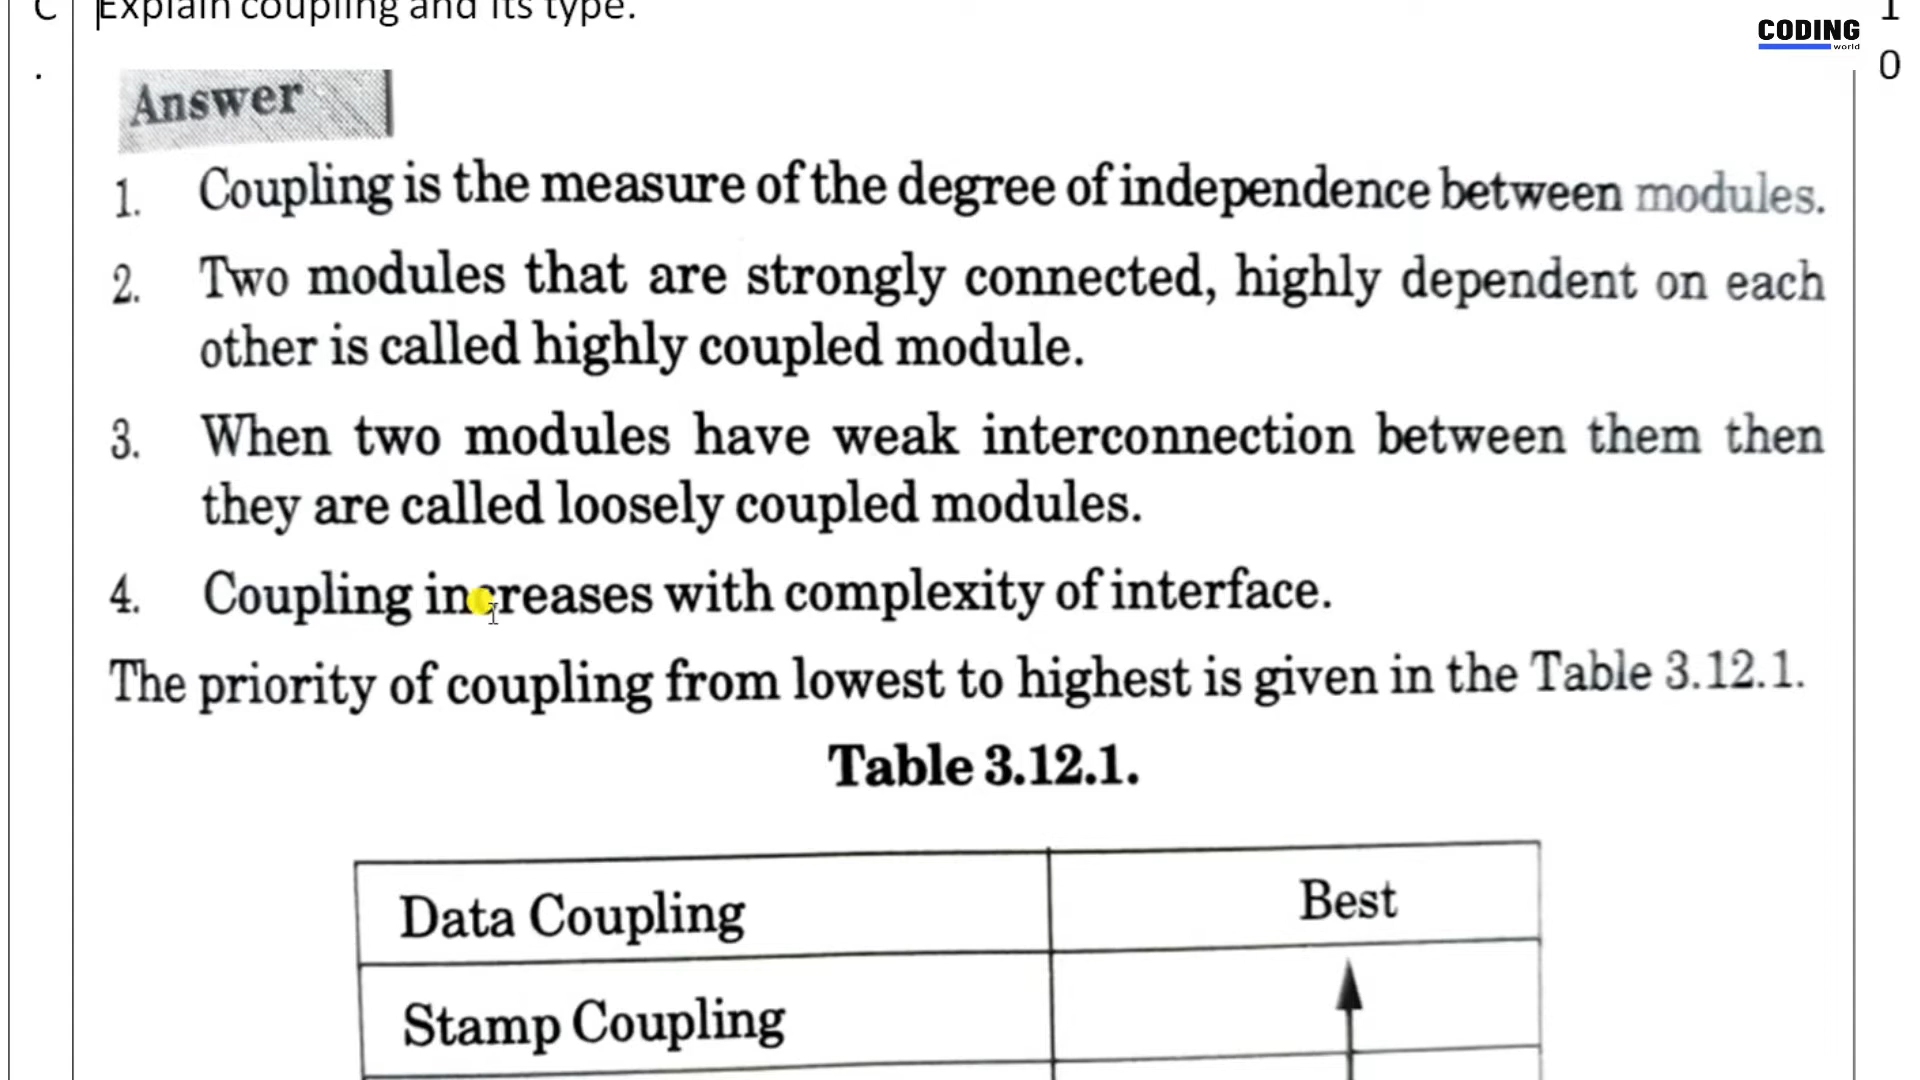 C Explain coupling and its type. 1
. 0
CODING
world
Answer
1. Coupling is the measure of the degree of independence between modules.
2. Two modules that are strongly connected, highly dependent on each
other is called highly coupled module.
3. When two modules have weak interconnection between them then
they are called loosely coupled modules.
4. Coupling increases with complexity of interface.
The priority of coupling from lowest to highest is given in the Table 3.12.1.
Table 3.12.1.
Data Coupling Best
Stamp Coupling